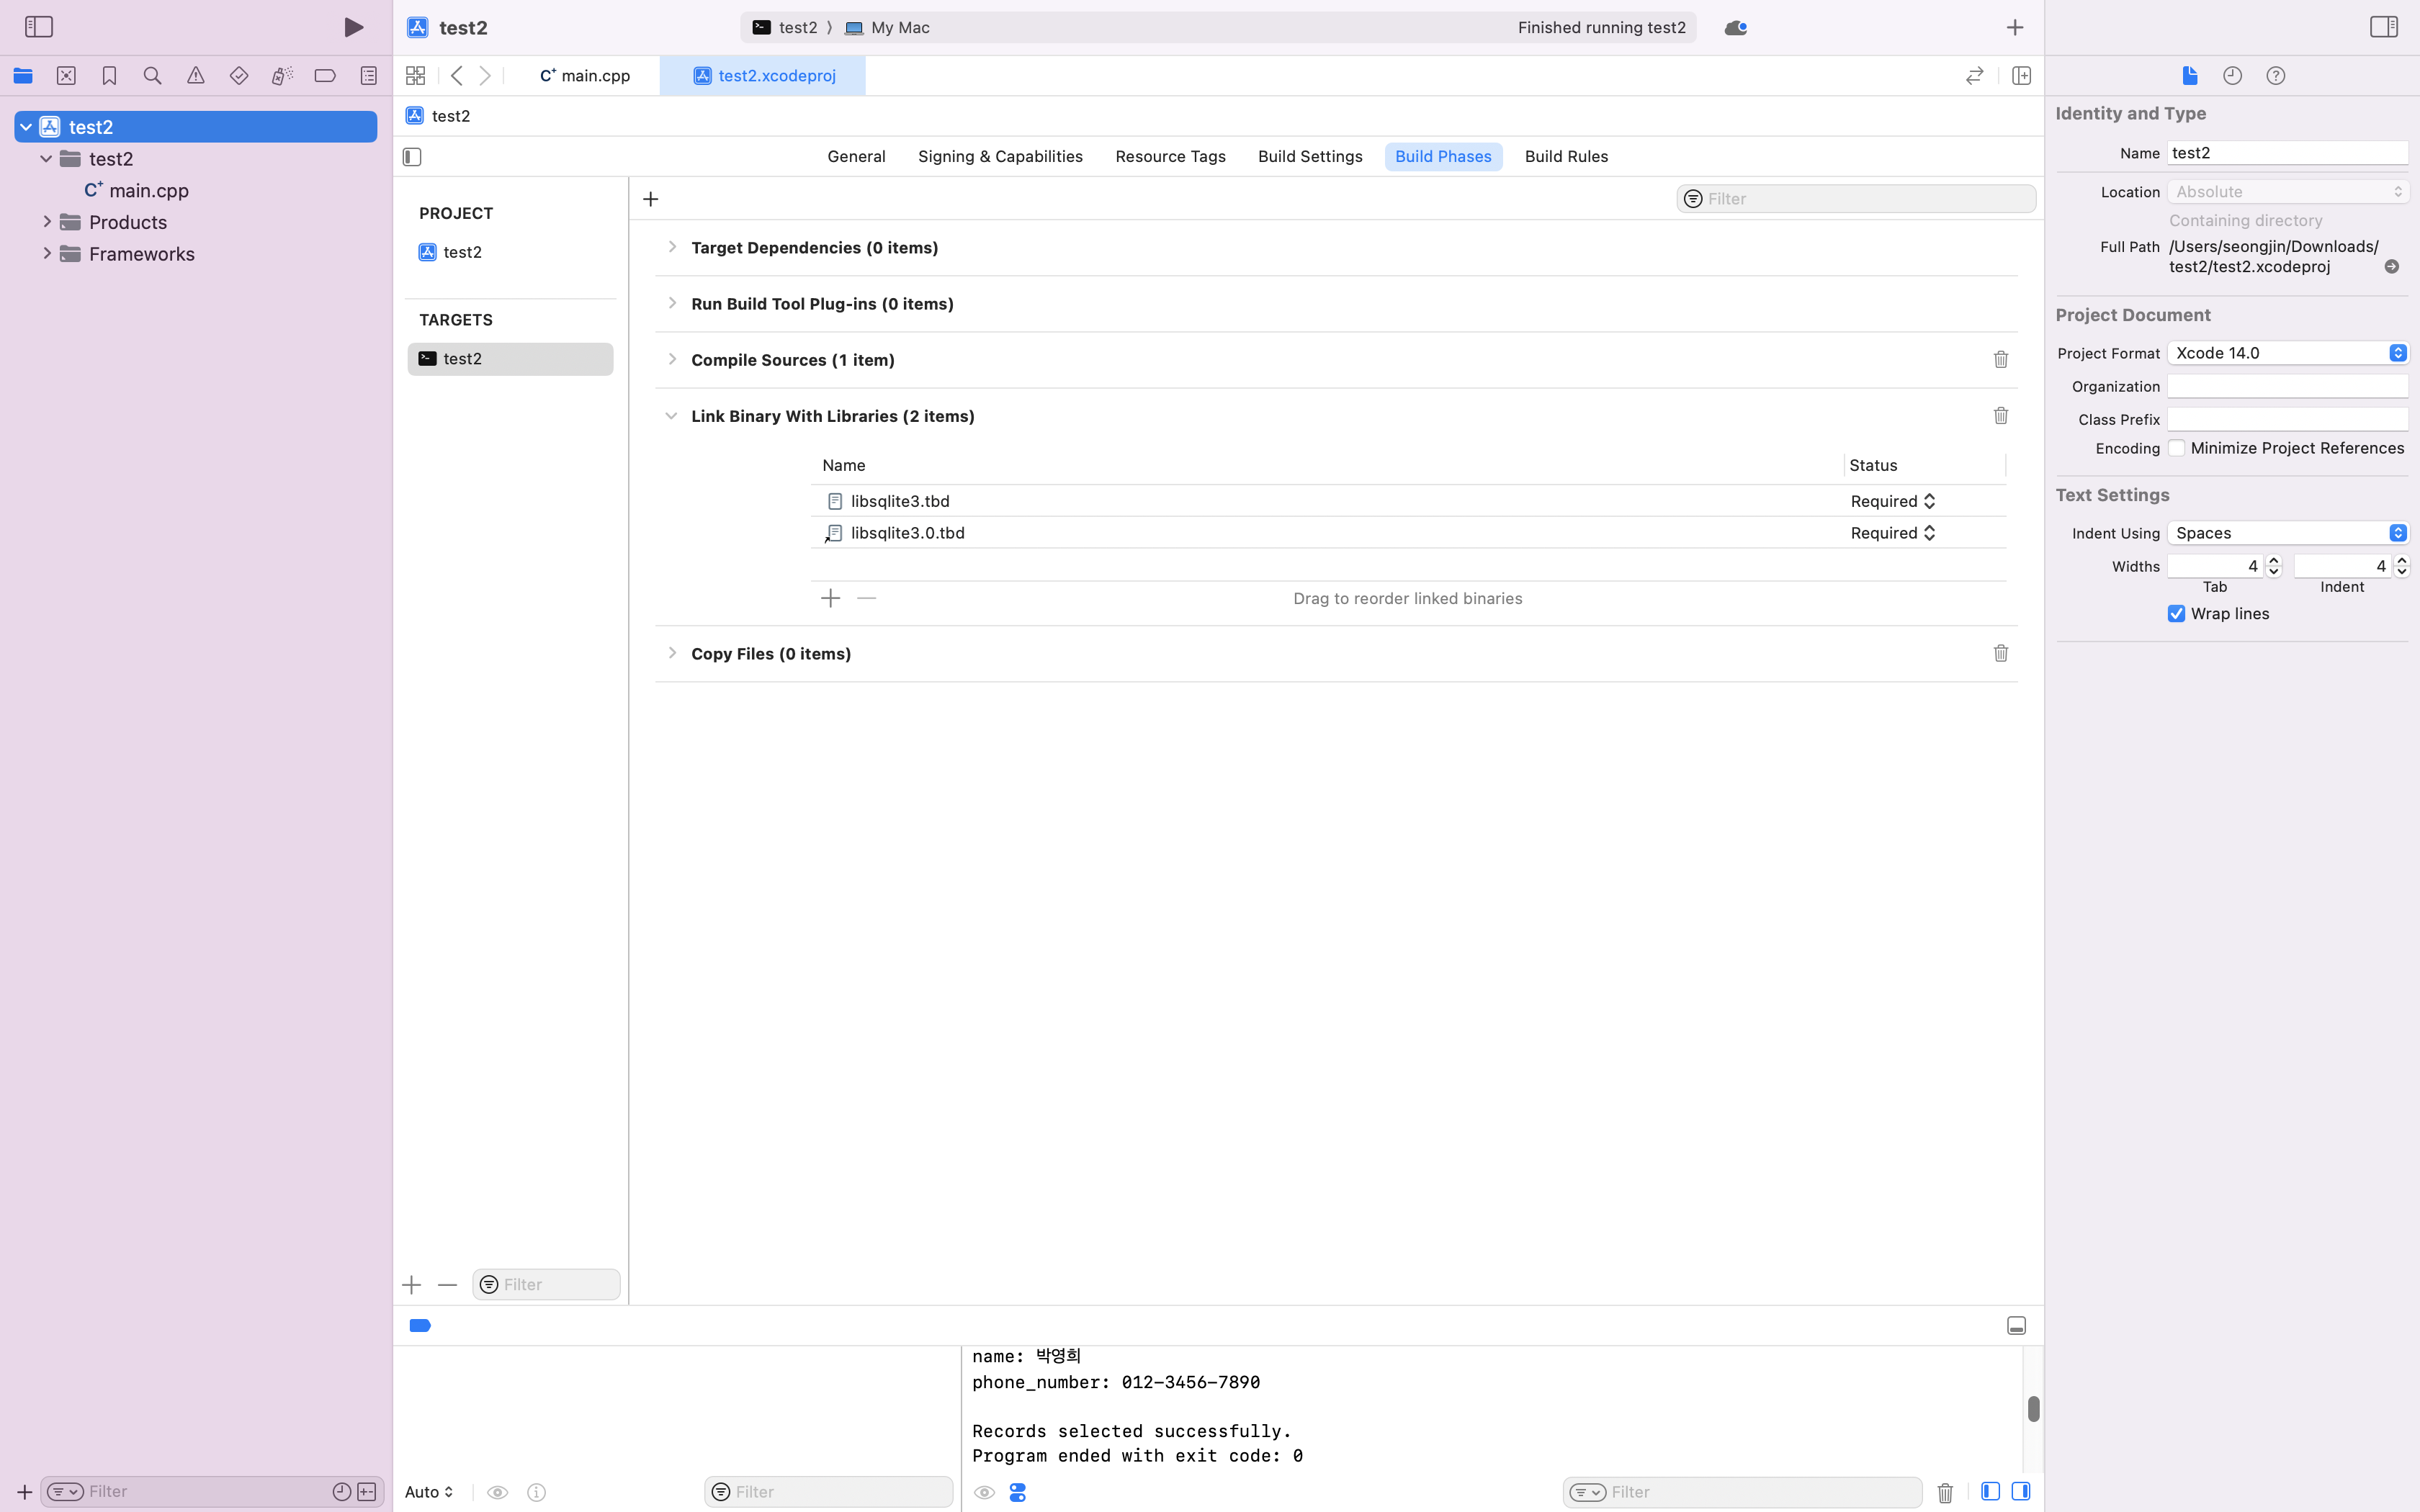 test2
test2 〉 My Mac
Finished running test2
C⁺ main.cpp
test2.xcodeproj
test2
test2
C⁺ main.cpp
Products
Frameworks
Filter
test2
General
Signing & Capabilities
Resource Tags
Build Settings
Build Phases
Build Rules
PROJECT
test2
TARGETS
test2
Filter
Filter
Target Dependencies (0 items)
Run Build Tool Plug-ins (0 items)
Compile Sources (1 item)
Link Binary With Libraries (2 items)
Name Status
libsqlite3.tbd Required
libsqlite3.0.tbd Required
Drag to reorder linked binaries
Copy Files (0 items)
Auto
Filter
name: 박영희
phone_number: 012-3456-7890
Records selected successfully.
Program ended with exit code: 0
Filter
Identity and Type
Name test2
Location Absolute
Containing directory
Full Path /Users/seongjin/Downloads/
test2/test2.xcodeproj
Project Document
Project Format Xcode 14.0
Organization
Class Prefix
Encoding Minimize Project References
Text Settings
Indent Using Spaces
Widths 4 4
Tab Indent
Wrap lines